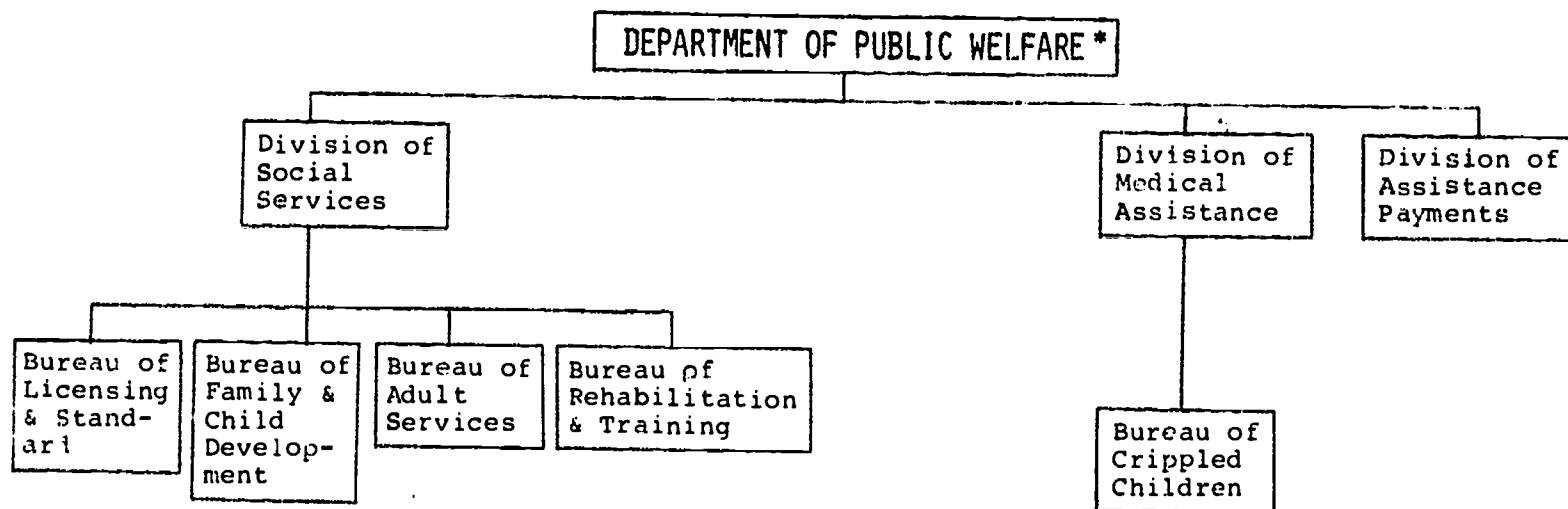 DEPARTMENT OF PUBLIC WELFARE*
Division of
Social
Services
Division of
Medical
Assistance
Division of
Assistance
Payments
Bureau of
Licensing
& Stand-
Bureau of
Family &
Child
Develop-
ment
Bureau of
Adult
Services
Bureau of
Rehabilitation
& Training
Bureau of
Crippled
Children